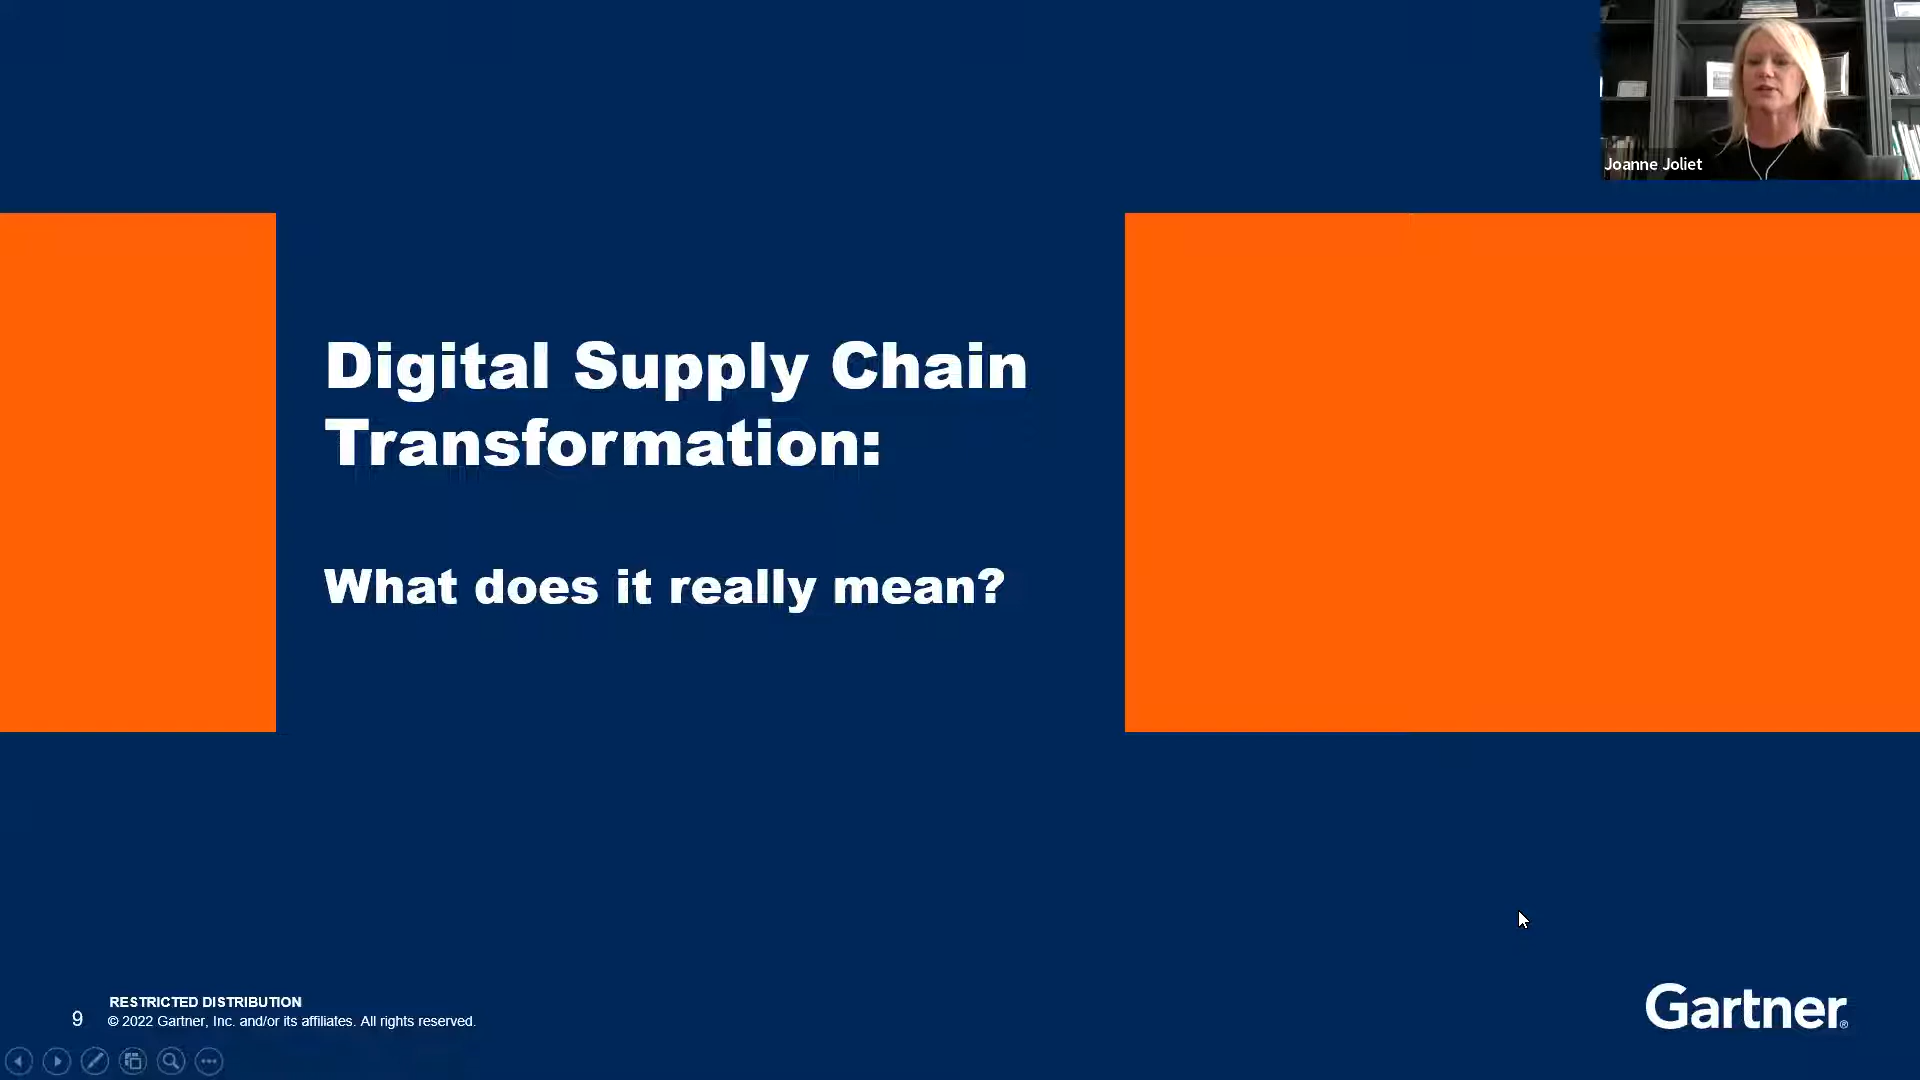 Joanne Joliet
Digital Supply Chain
Transformation:
What does it really mean?
RESTRICTED DISTRIBUTION
9
© 2022 Gartner, Inc. and/or its affiliates. All rights reserved.
Gartner®